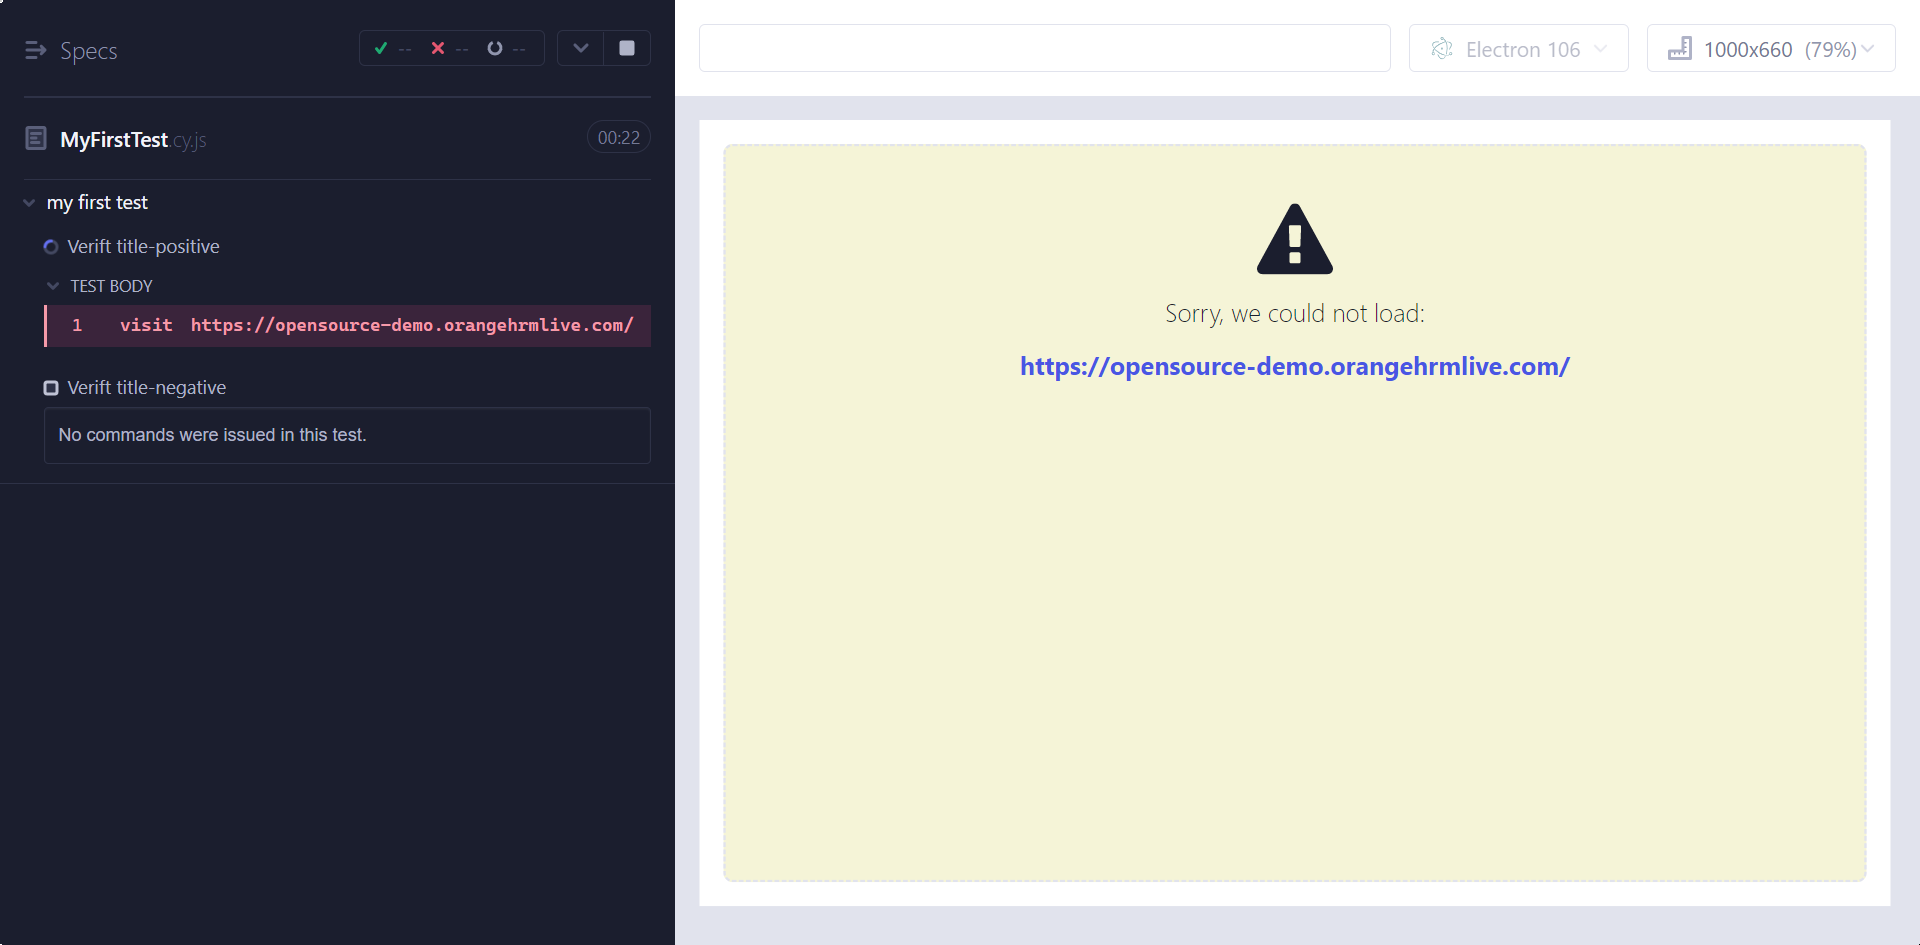 Specs
--
--
--
MyFirstTest.cy.js
00:22
my first test
Verift title-positive
TEST BODY
1 visit https://opensource-demo.orangehrmlive.com/
Verift title-negative
No commands were issued in this test.
Electron 106
1000x660 (79%)
Sorry, we could not load:
https://opensource-demo.orangehrmlive.com/